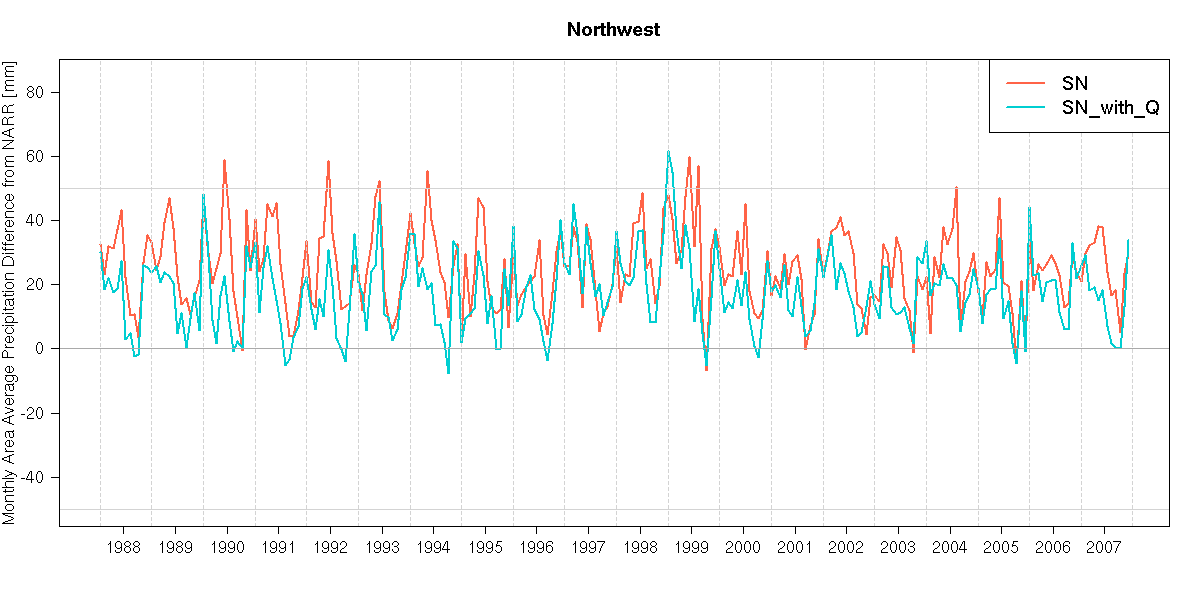 Northwest
Monthly Area Average Precipitation Difference from NARR [mm]
80
60
40
20
0
-20
-40
SN
SN_with_Q
1988 1989 1990 1991 1992 1993 1994 1995 1996 1997 1998 1999 2000 2001 2002 2003 2004 2005 2006 2007